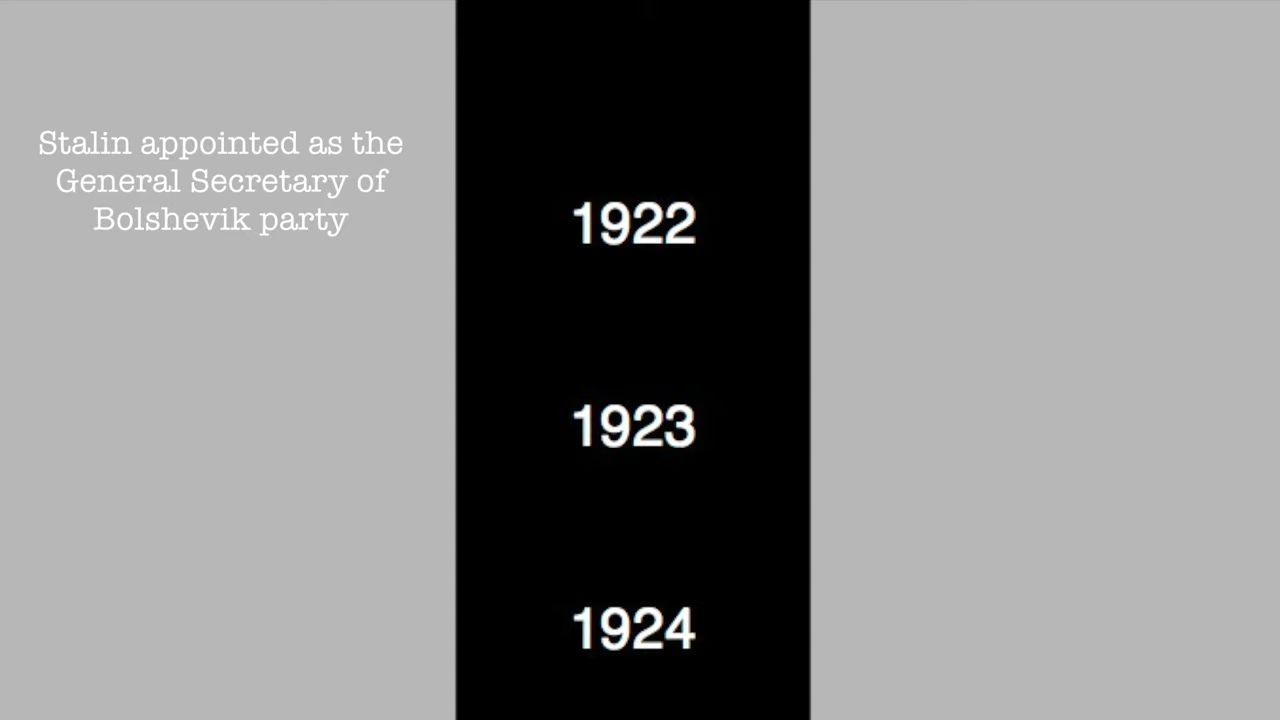 Stalin appointed as the
General Secretary of
Bolshevik party
1922
1923
1924